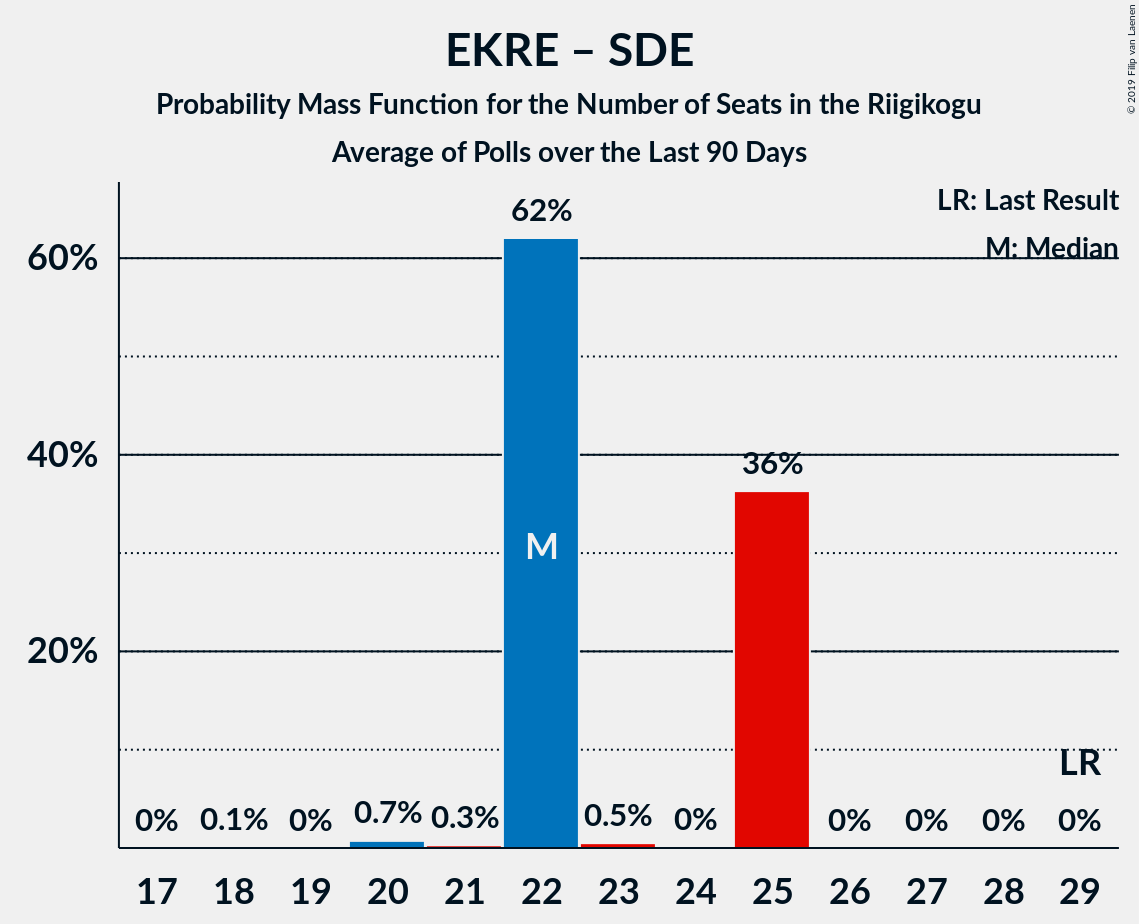 EKRE – SDE
Probability Mass Function for the Number of Seats in the Riigikogu
Average of Polls over the Last 90 Days
© 2019 Filip van Laenen
LR: Last Result
M: Median
60%
40%
20%
0%
0.1%
0%
0.7%
0.3%
62%
M
0.5%
0%
36%
0%
0%
0%
LR
0%
17 18 19 20 21 22 23 24 25 26 27 28 29